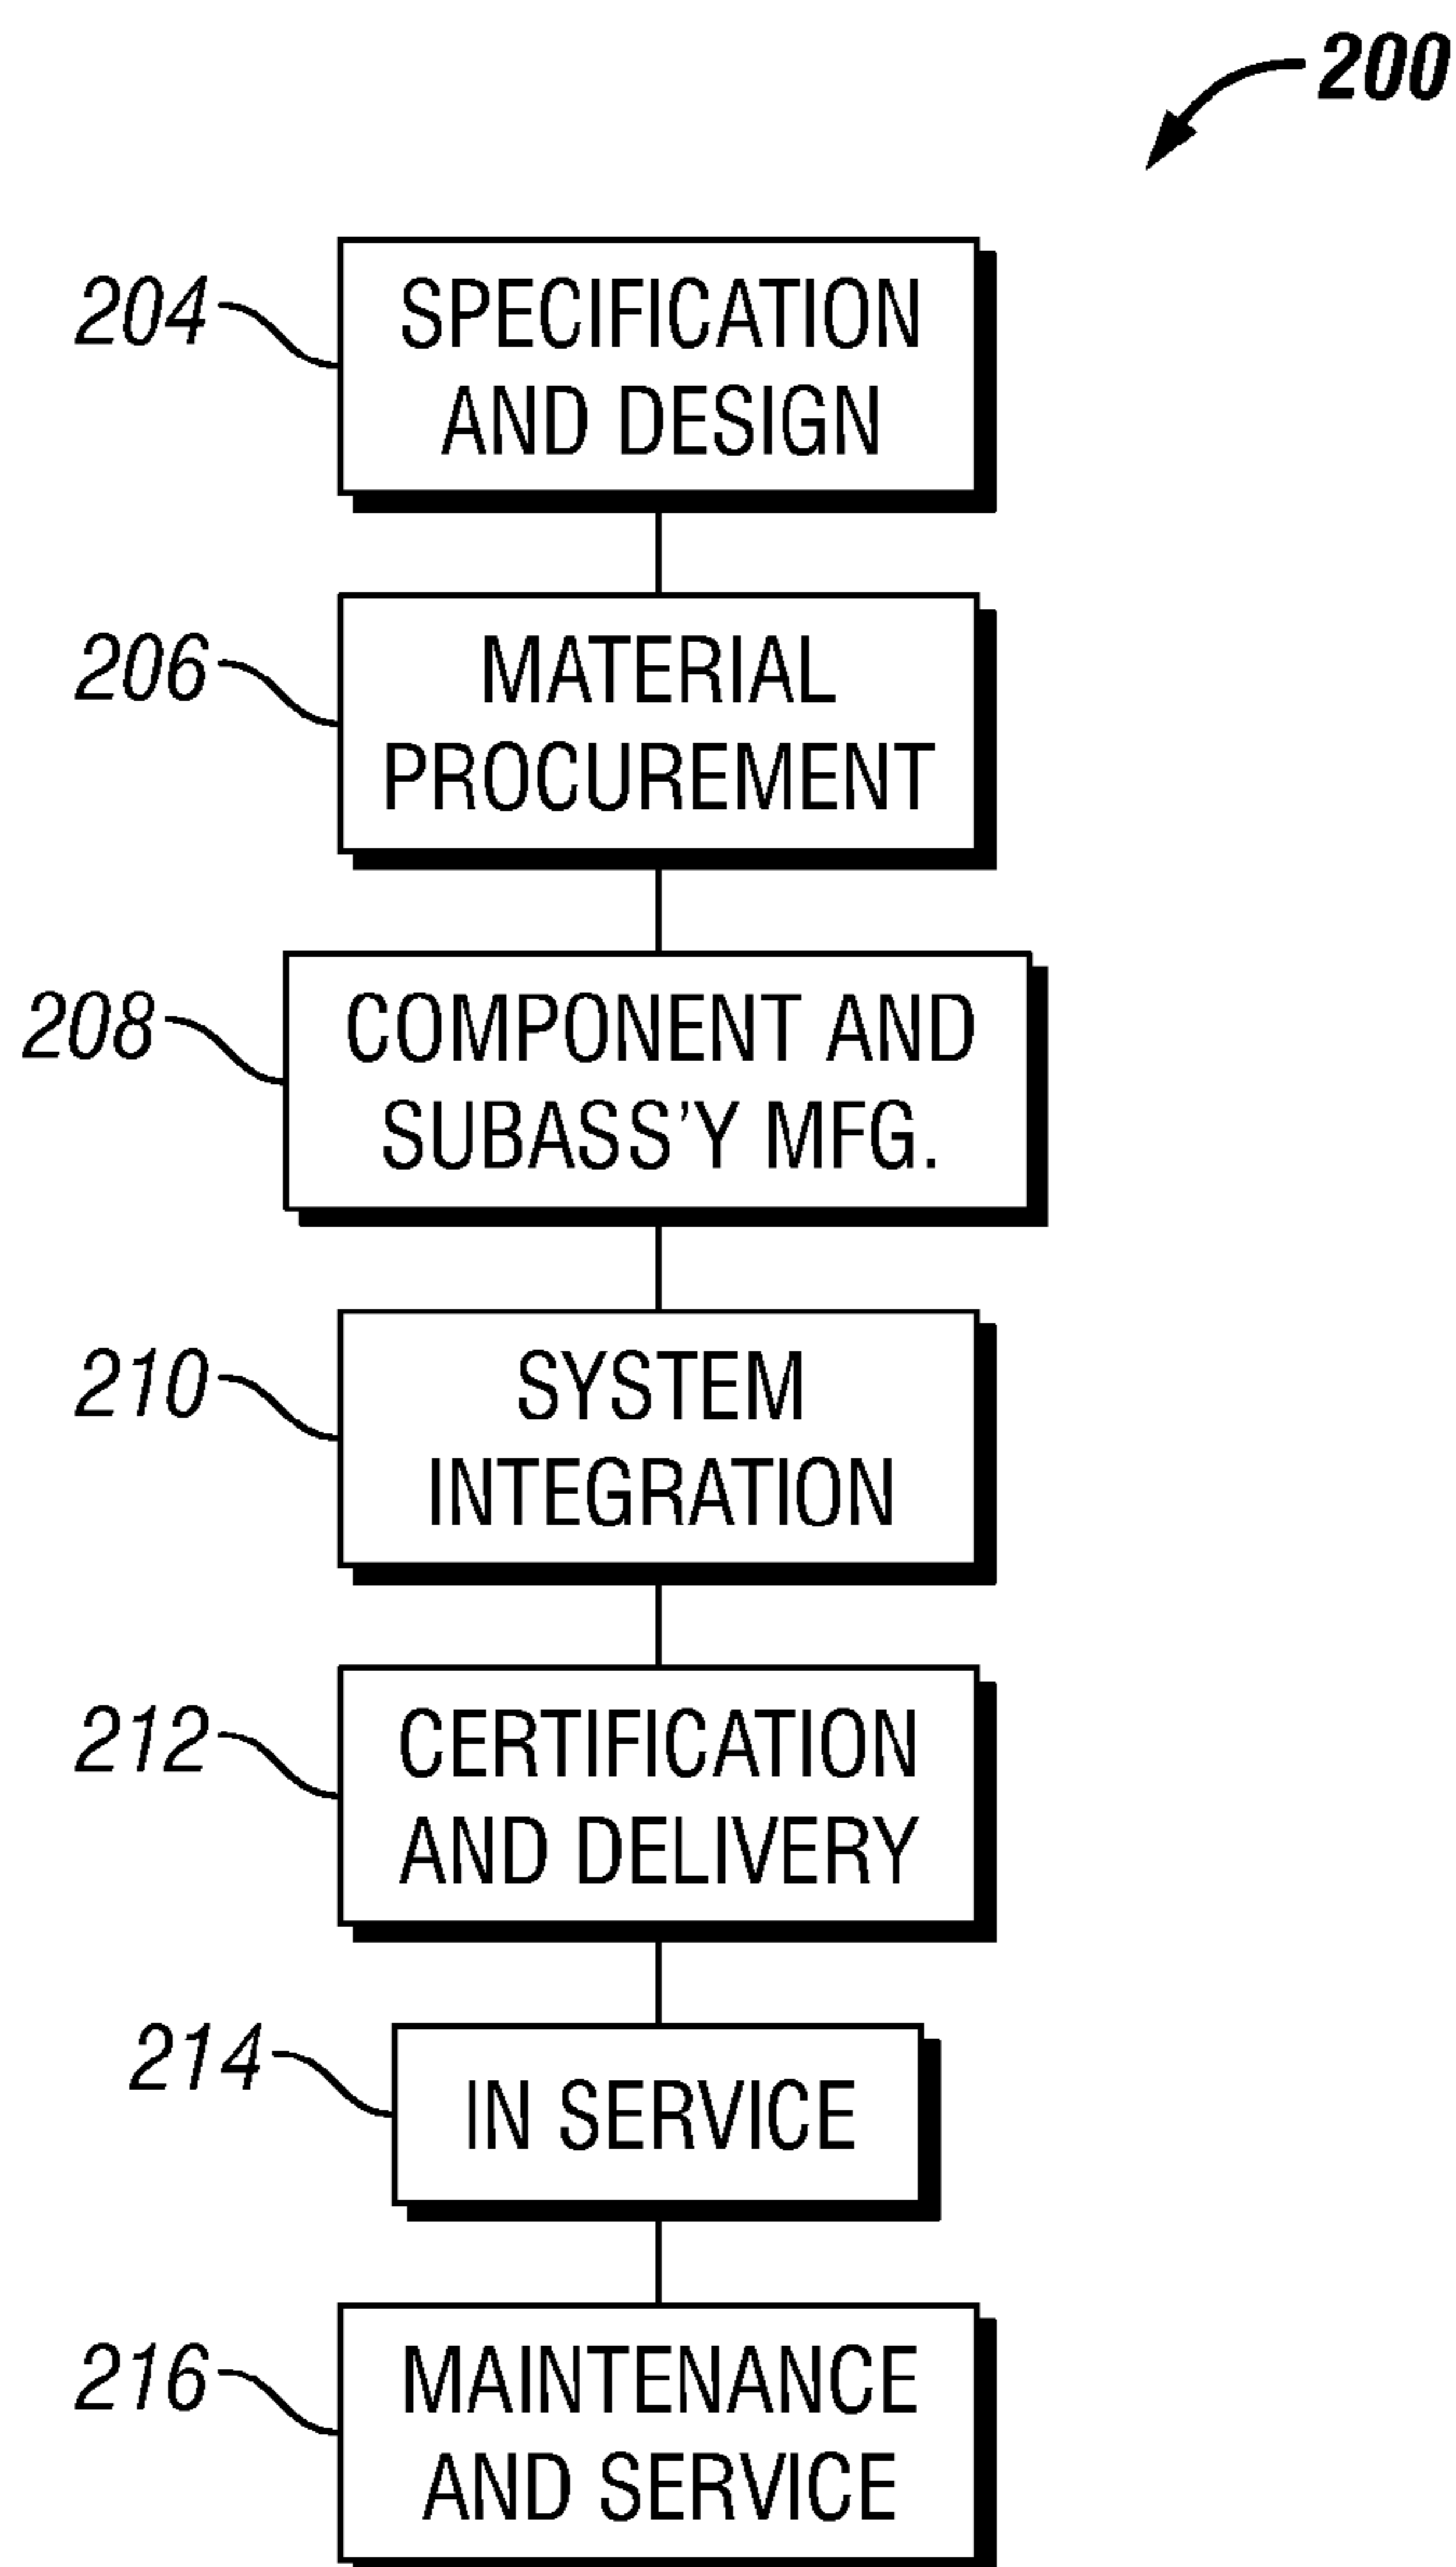 200
204
SPECIFICATION
AND DESIGN
206
MATERIAL
PROCUREMENT
208
COMPONENT AND
SUBASS'Y MFG.
210
SYSTEM
INTEGRATION
212
CERTIFICATION
AND DELIVERY
214
IN SERVICE
216
MAINTENANCE
AND SERVICE